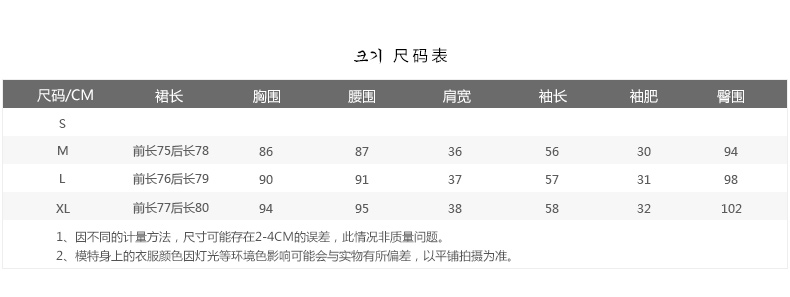 크기 尺码表
尺码/CM 裙长 胸围 腰围 肩宽 袖长 袖肥 臀围
S
M 前长75后长78 86 87 36 56 30 94
L 前长76后长79 90 91 37 57 31 98
XL 前长77后长80 94 95 38 58 32 102
1、因不同的计量方法，尺寸可能存在2-4CM的误差，此情况非质量问题。
2、模特身上的衣服颜色因灯光等环境色影响可能会与实物有所偏差，以平铺拍摄为准。